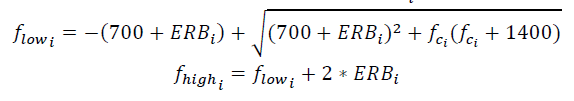 f_{low_i} = −(700 + ERB_i) + √((700 + ERB_i)^2 + f_{c_i}(f_{c_i} + 1400))
f_{high_i} = f_{low_i} + 2 * ERB_i